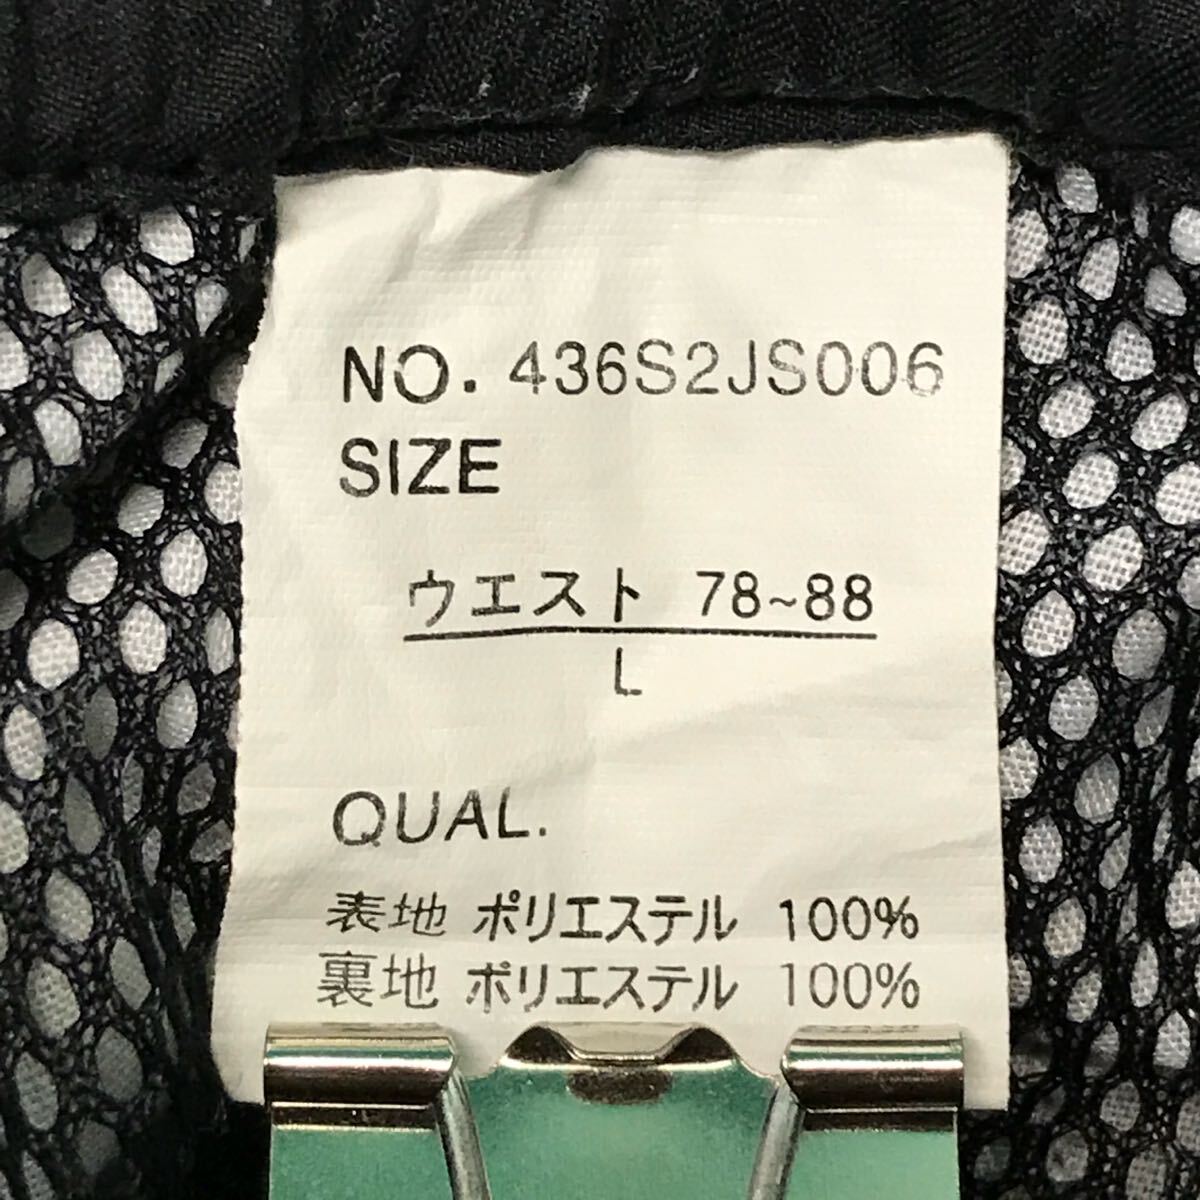 NO. 436S2JS006
SIZE
ウエスト 78~88
L
QUAL.
表地 ポリエステル 100%
裏地 ポリエステル 100%